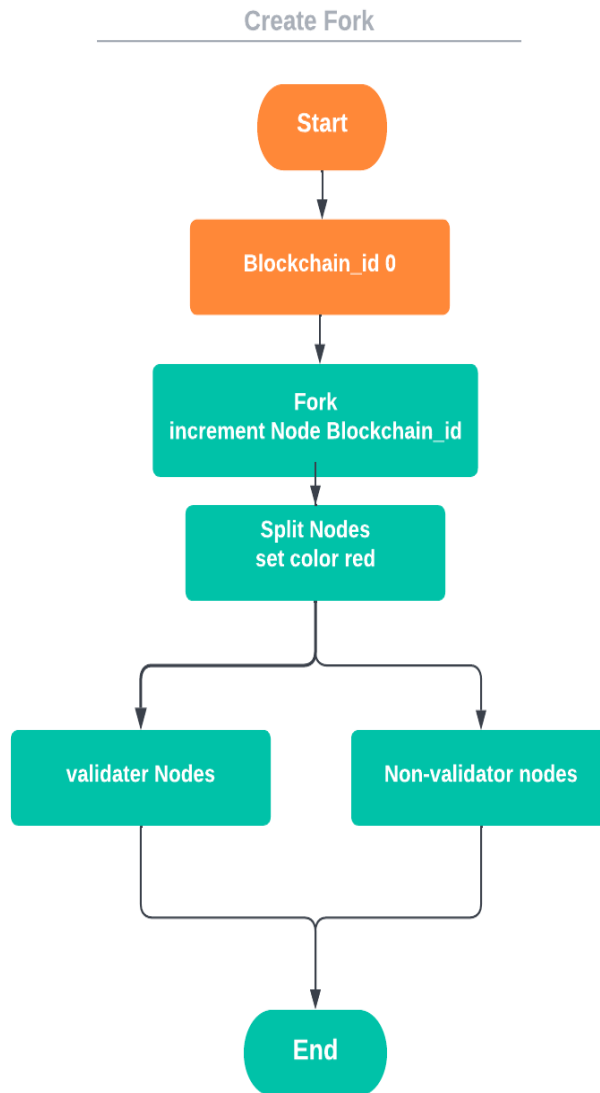 Create Fork
Start
Blockchain_id 0
Fork
increment Node Blockchain_id
Split Nodes
set color red
validater Nodes
Non-validator nodes
End